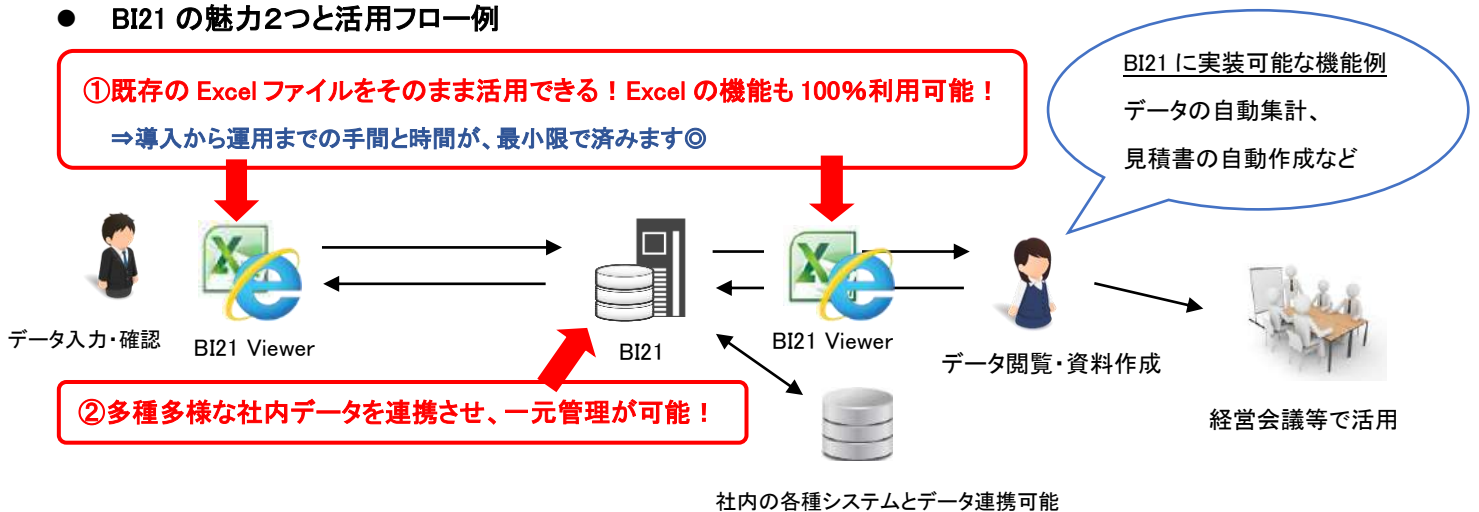 ● BI21 の魅力2つと活用フロー例
①既存の Excel ファイルをそのまま活用できる！Excel の機能も 100％利用可能！
⇒導入から運用までの手間と時間が、最小限で済みます◎
BI21 に実装可能な機能例
データの自動集計、
見積書の自動作成など
データ入力・確認
BI21 Viewer
BI21
BI21 Viewer
データ閲覧・資料作成
経営会議等で活用
②多種多様な社内データを連携させ、一元管理が可能！
社内の各種システムとデータ連携可能